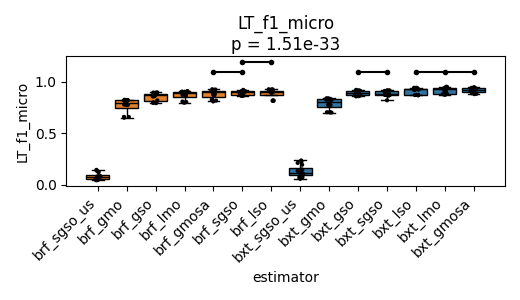 LT_f1_micro
p = 1.51e-33
LT_f1_micro
1.0
0.5
0.0
brf_sgso_us
brf_gmo
brf_gso
brf_lmo
brf_gmosa
brf_sgso
brf_lso
bxt_sgso_us
bxt_gmo
bxt_gso
bxt_sgso
bxt_lso
bxt_lmo
bxt_gmosa
estimator